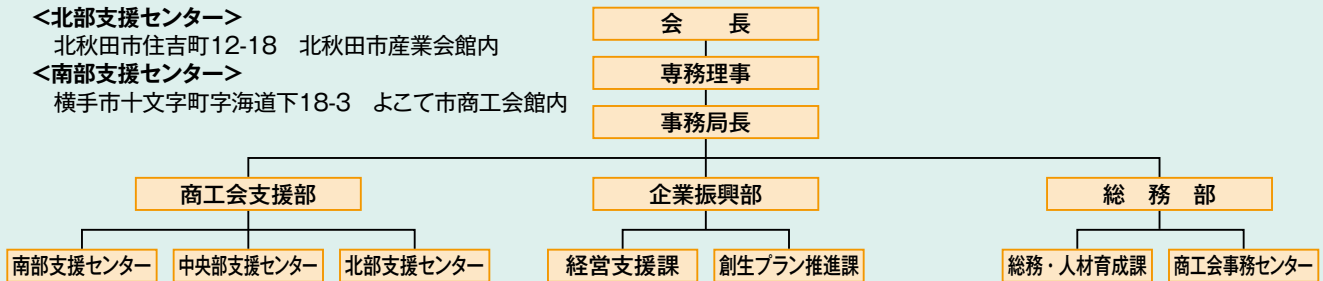 <北部支援センター>
北秋田市住吉町12-18　北秋田市産業会館内
<南部支援センター>
横手市十文字町字海道下18-3　よこて市商工会館内
会　長
専務理事
事務局長
商工会支援部
企業振興部
総　務　部
南部支援センター
中央部支援センター
北部支援センター
経営支援課
創生プラン推進課
総務・人材育成課
商工会事務センター